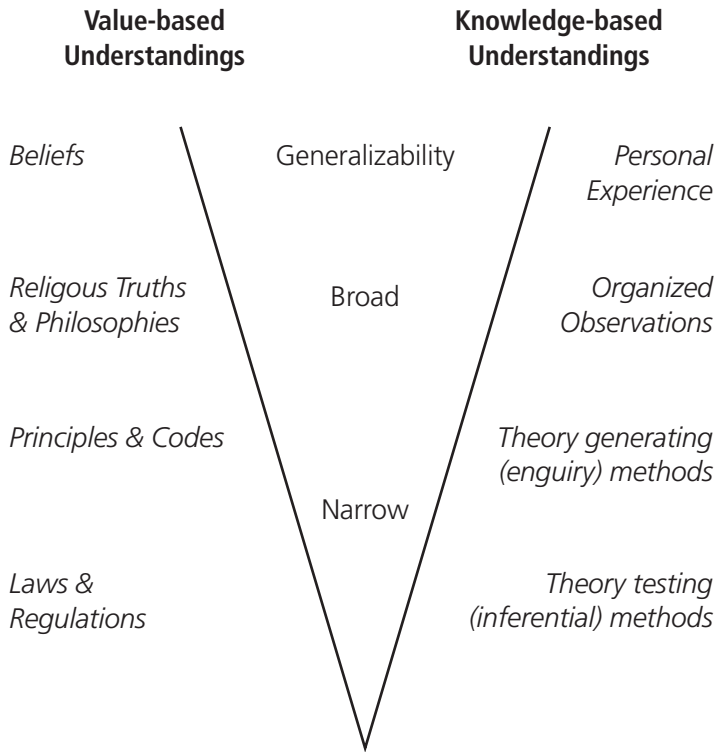 Value-based
Understandings
Knowledge-based
Understandings
Beliefs
Generalizability
Personal
Experience
Religous Truths
& Philosophies
Broad
Organized
Observations
Principles & Codes
Theory generating
(enguiry) methods
Narrow
Laws &
Regulations
Theory testing
(inferential) methods